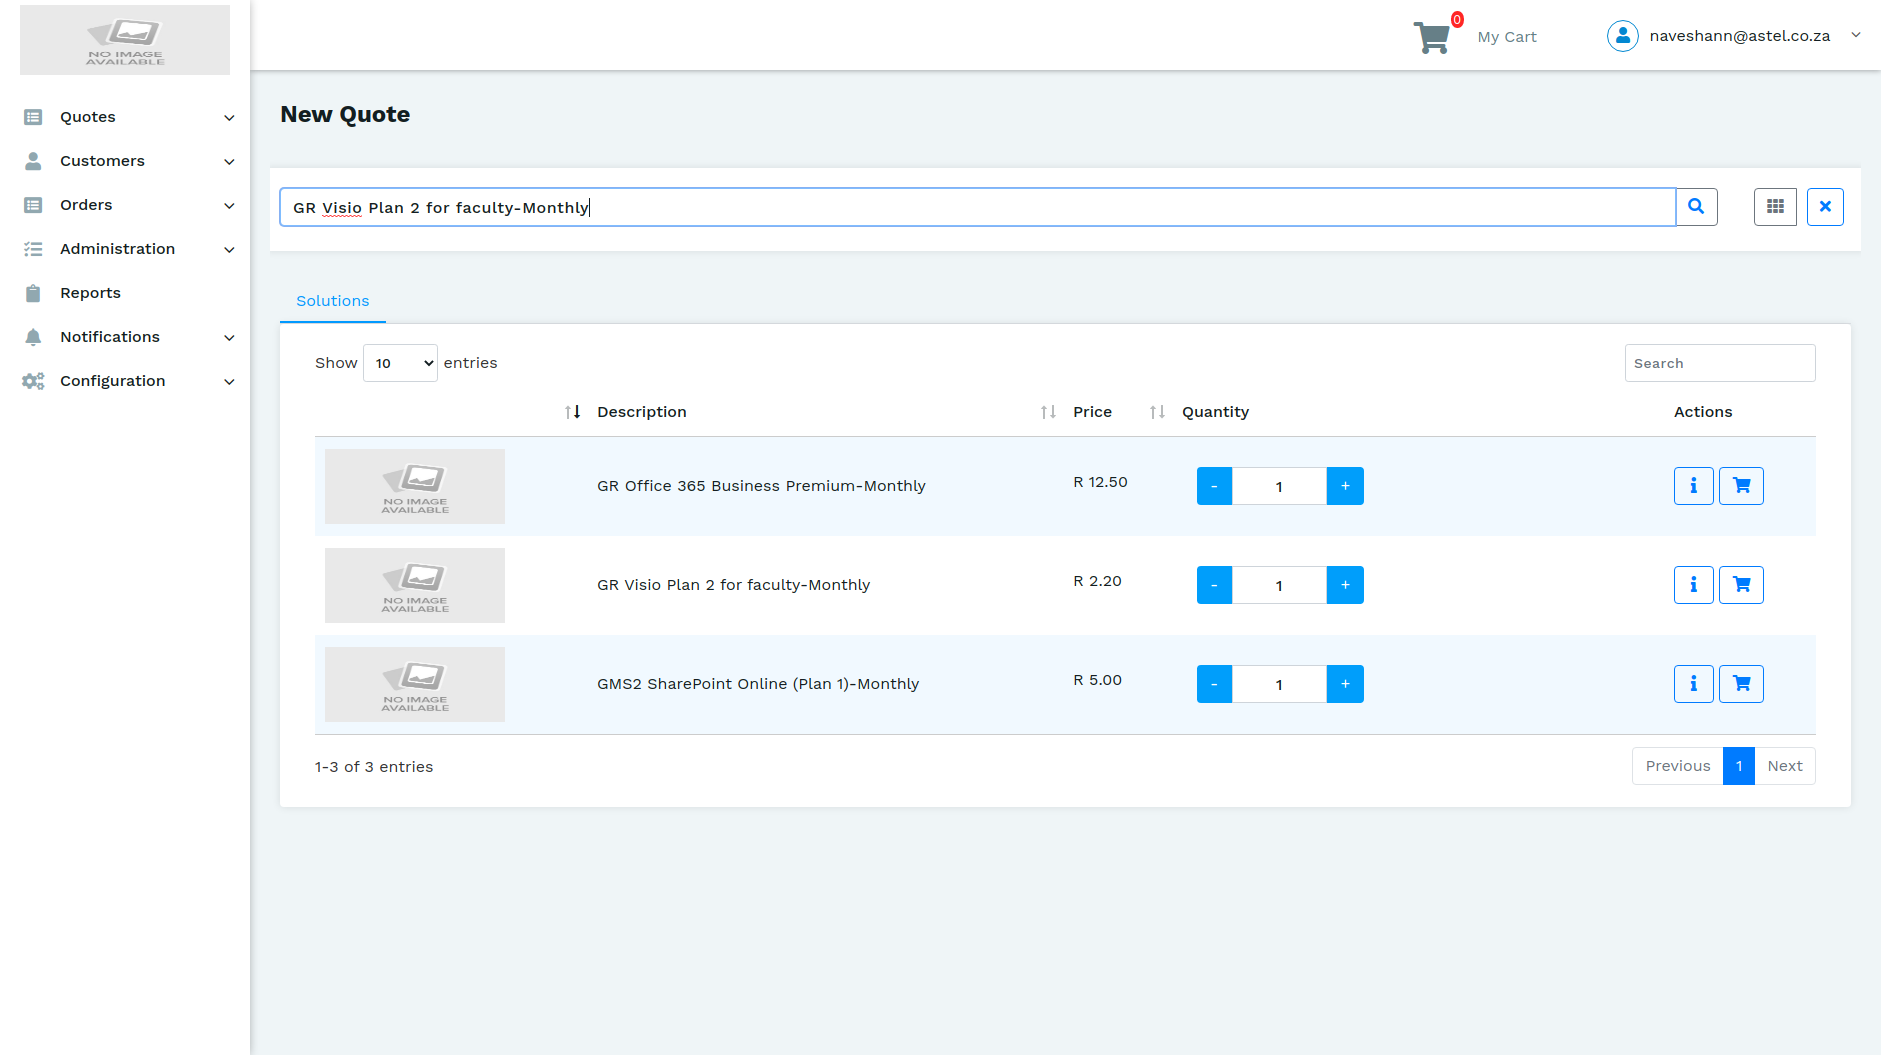 NO IMAGE
AVAILABLE
0
My Cart
naveshann@astel.co.za
Quotes
Customers
Orders
Administration
Reports
Notifications
Configuration
New Quote
GR Visio Plan 2 for faculty-Monthly
Solutions
Show 10 entries
Search
Description Price Quantity Actions
NO IMAGE
AVAILABLE
GR Office 365 Business Premium-Monthly R 12.50 - 1 +
NO IMAGE
AVAILABLE
GR Visio Plan 2 for faculty-Monthly R 2.20 - 1 +
NO IMAGE
AVAILABLE
GMS2 SharePoint Online (Plan 1)-Monthly R 5.00 - 1 +
1-3 of 3 entries
Previous 1 Next